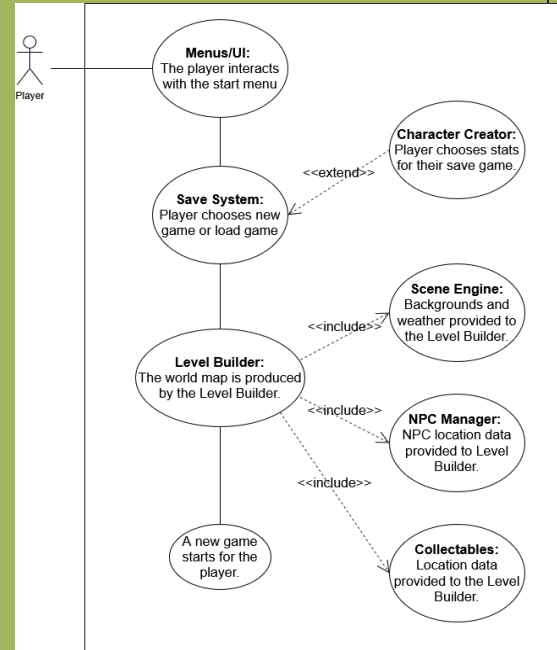 Menus/UI:
The player interacts
with the start menu
Player
Character Creator:
Player chooses stats
for their save game.
<<extend>>
Save System:
Player chooses new
game or load game
Scene Engine:
Backgrounds and
weather provided to
the Level Builder.
<<include>>
Level Builder:
The world map is produced
by the Level Builder.
<<include>>
NPC Manager:
NPC location data
provided to Level
Builder.
<<include>>
A new game
starts for the
player.
Collectables:
Location data
provided to the Level
Builder.